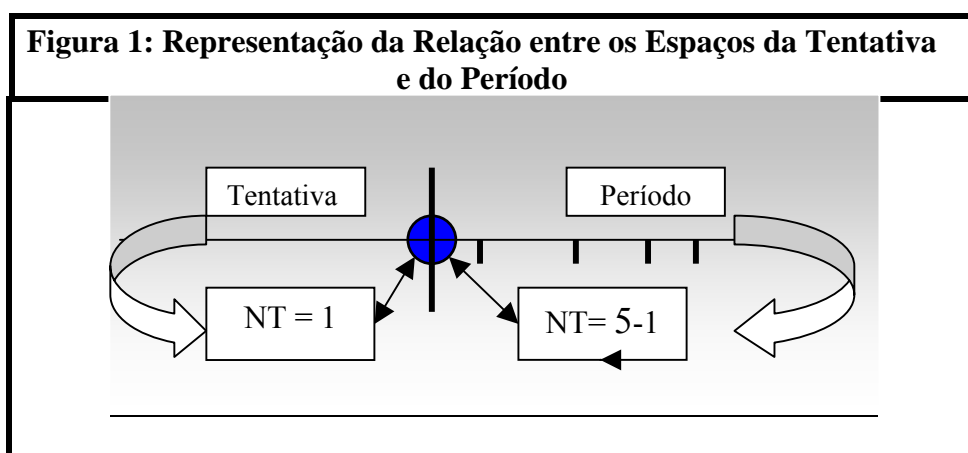 Figura 1: Representação da Relação entre os Espaços da Tentativa
e do Período
Tentativa
Período
NT = 1
NT= 5-1